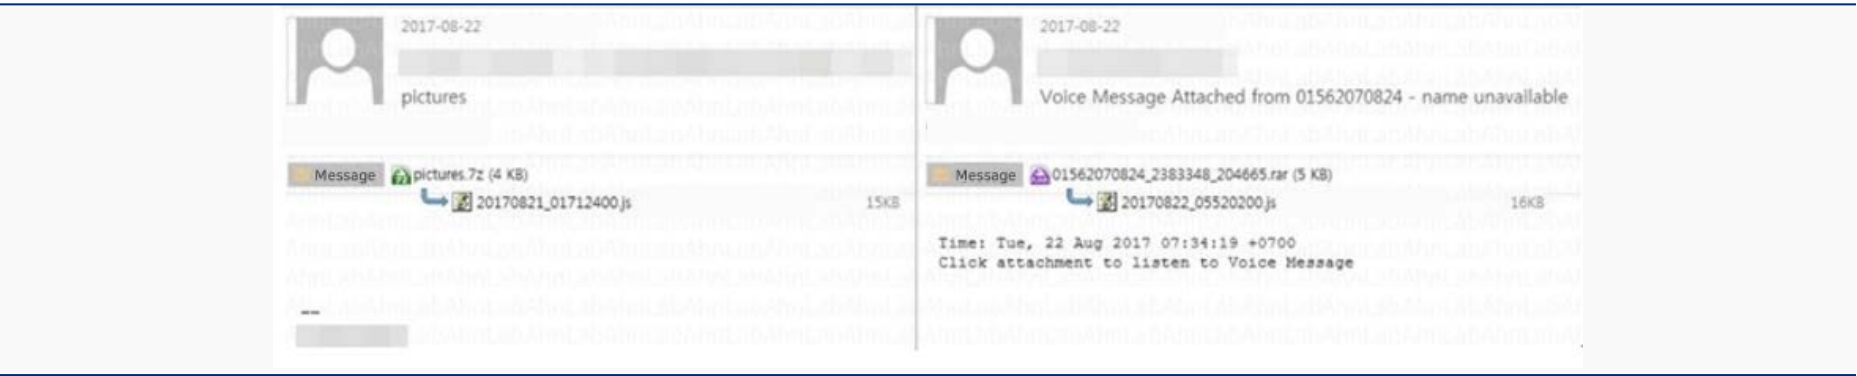 2017-08-22
pictures
Message pictures.7z (4 KB)
20170821_01712400.js 15KB
--
2017-08-22
Voice Message Attached from 01562070824 - name unavallable
Message 01562070824_2383348_204665.rar (5 KB)
20170822_05520200.js 16KB
Time: Tue, 22 Aug 2017 07:34:19 +0700
Click attachment to listen to Voice Message